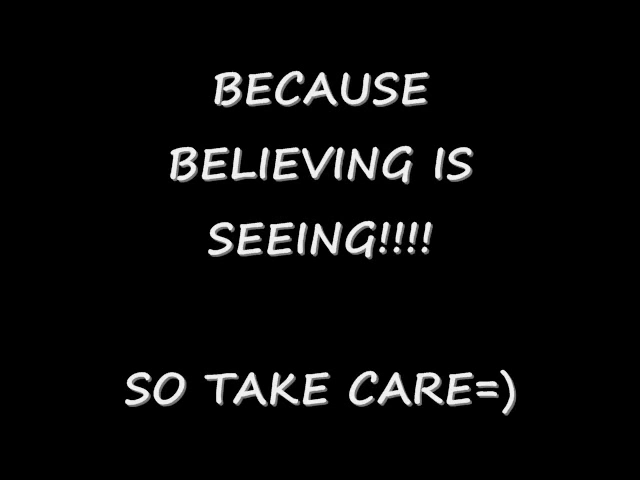 BECAUSE
BELIEVING IS
SEEING!!!!
SO TAKE CARE=)